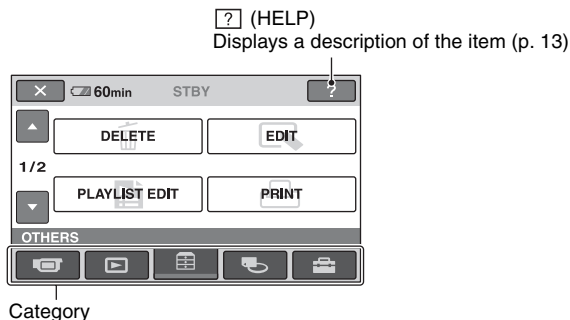 ? (HELP)
Displays a description of the item (p. 13)
× 60min STBY ?
DELETE EDIT
1/2
PLAYLIST EDIT PRINT
OTHERS
Category